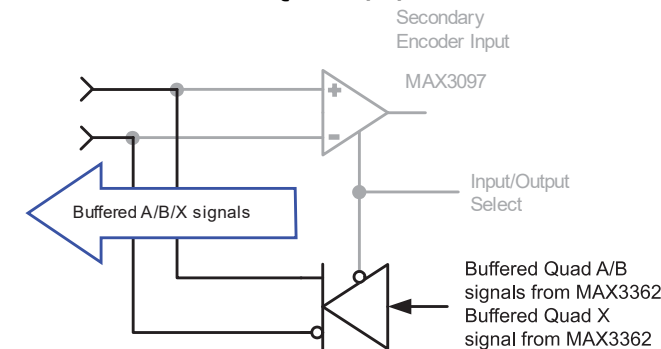 Secondary
Encoder Input
MAX3097
+
-
Input/Output
Select
Buffered A/B/X signals
Buffered Quad A/B
signals from MAX3362
Buffered Quad X
signal from MAX3362